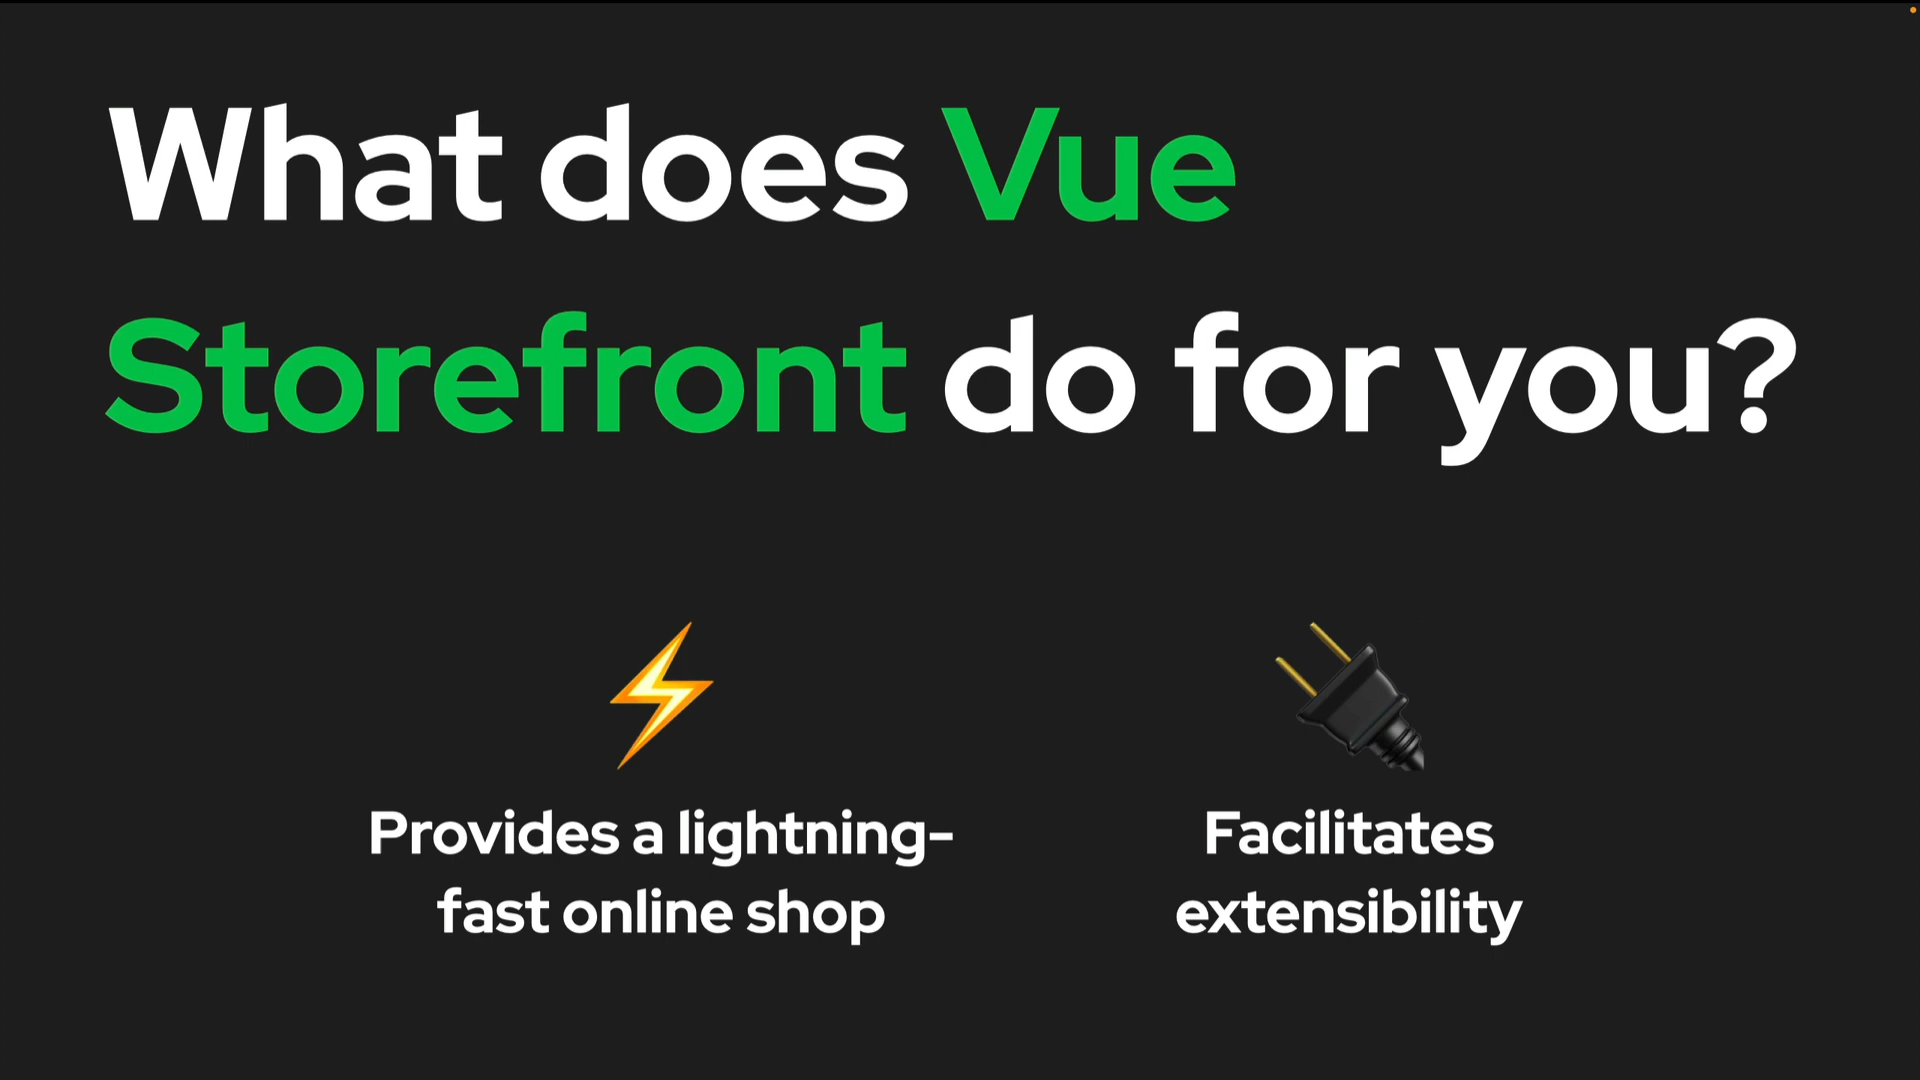 What does Vue
Storefront do for you?
Provides a lightning-
fast online shop
Facilitates
extensibility